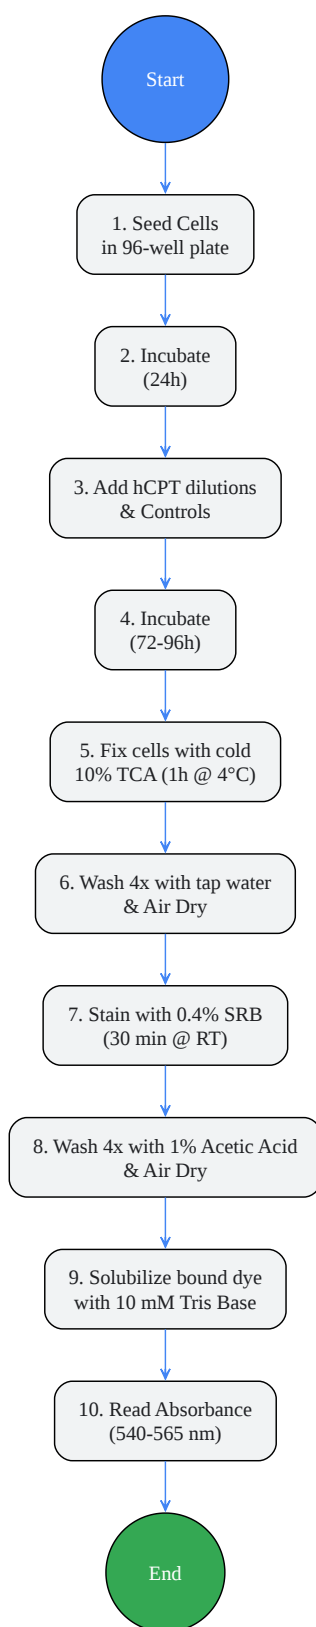 Start
1. Seed Cells
in 96-well plate
2. Incubate
(24h)
3. Add hCPT dilutions
& Controls
4. Incubate
(72-96h)
5. Fix cells with cold
10% TCA (1h @ 4°C)
6. Wash 4x with tap water
& Air Dry
7. Stain with 0.4% SRB
(30 min @ RT)
8. Wash 4x with 1% Acetic Acid
& Air Dry
9. Solubilize bound dye
with 10 mM Tris Base
10. Read Absorbance
(540-565 nm)
End